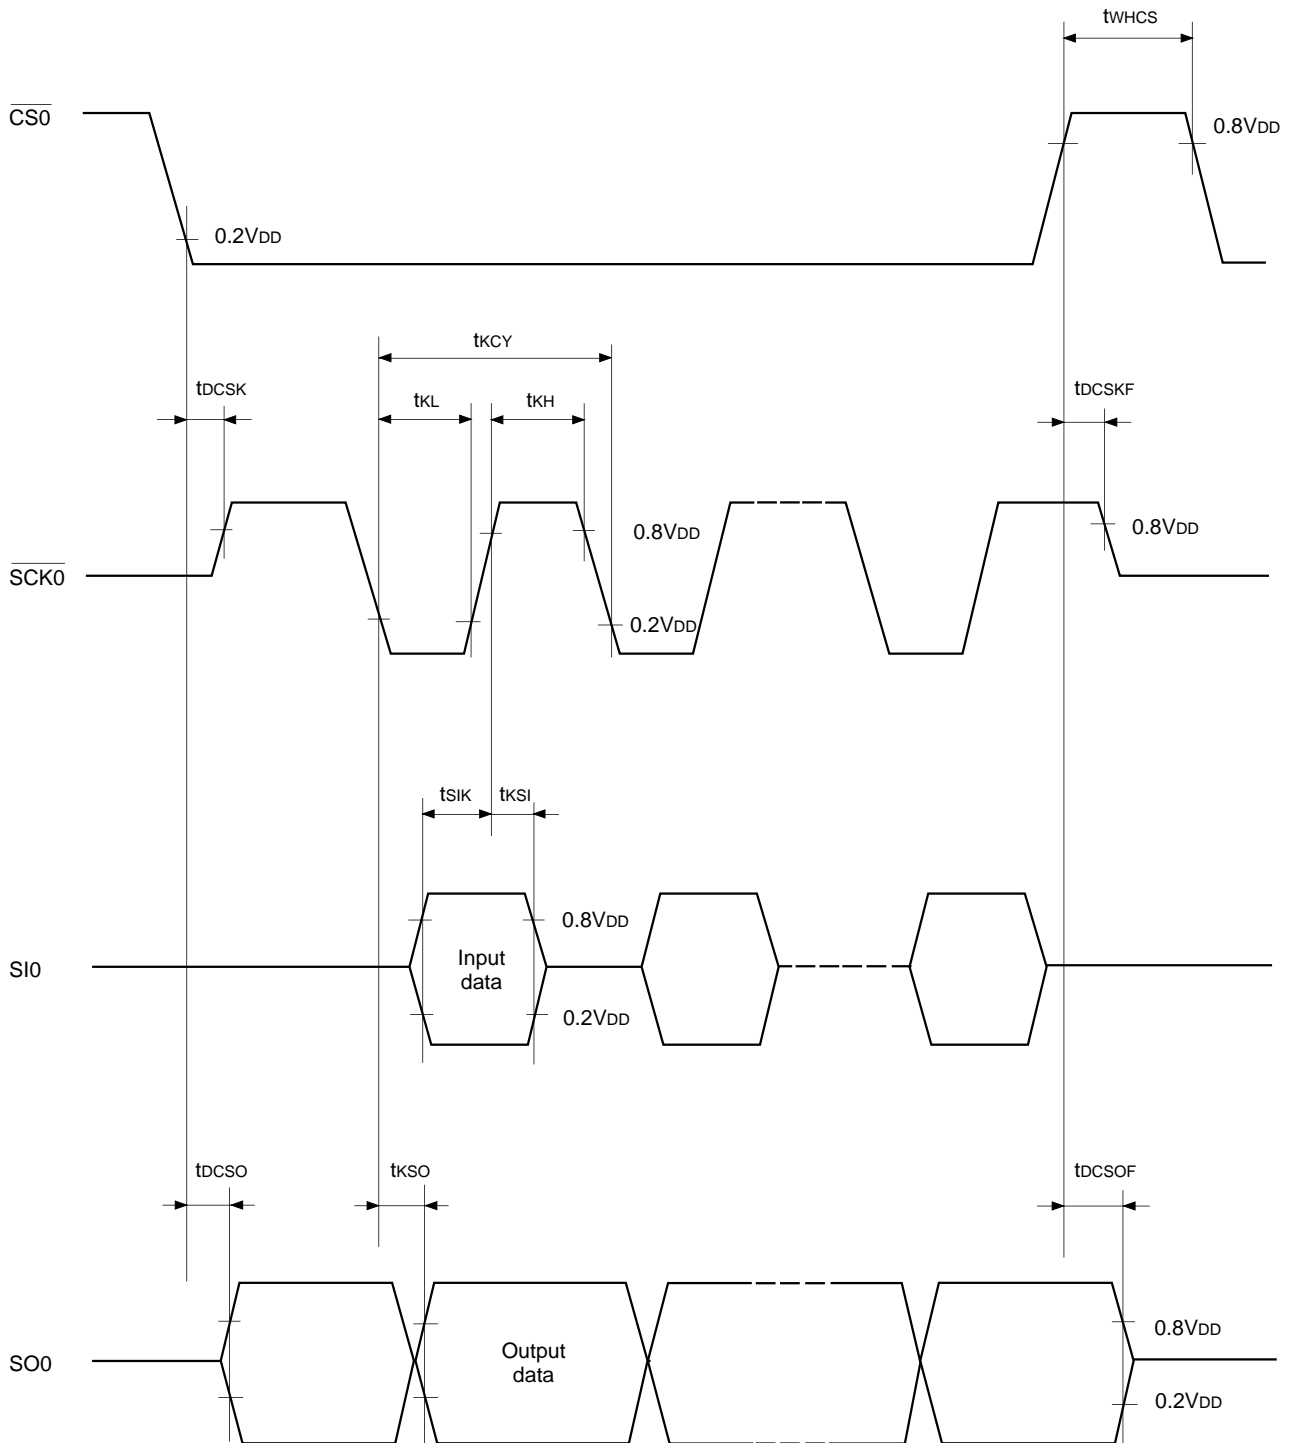 tWHCS
CS0
0.8VDD
0.2VDD
tKCY
tDCSK
tKL
tKH
tDCSKF
0.8VDD
0.8VDD
SCK0
0.2VDD
tSIK
tKSI
0.8VDD
Input
data
SI0
0.2VDD
tDCSO
tKSO
tDCSOF
0.8VDD
Output
data
SO0
0.2VDD